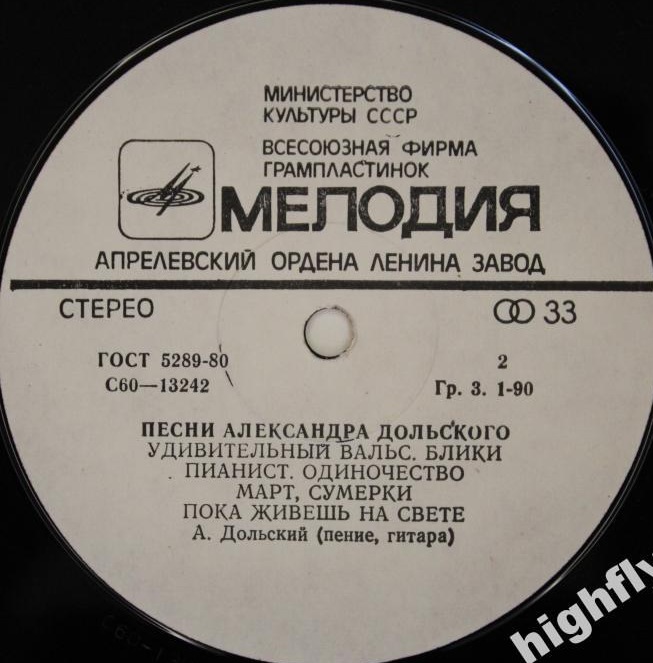 МИНИСТЕРСТВО
КУЛЬТУРЫ СССР
ВСЕСОЮЗНАЯ ФИРМА
ГРАМПЛАСТИНОК
МЕЛОДИЯ
АПРЕЛЕВСКИЙ ОРДЕНА ЛЕНИНА ЗАВОД
СТЕРЕО 33
ГОСТ 5289-80 2
С60—13242 Гр. 3. 1-90
ПЕСНИ АЛЕКСАНДРА ДОЛЬСКОГО
УДИВИТЕЛЬНЫЙ ВАЛЬС. БЛИКИ
ПИАНИСТ. ОДИНОЧЕСТВО
МАРТ, СУМЕРКИ
ПОКА ЖИВЕШЬ НА СВЕТЕ
А. Дольский (пение, гитара)